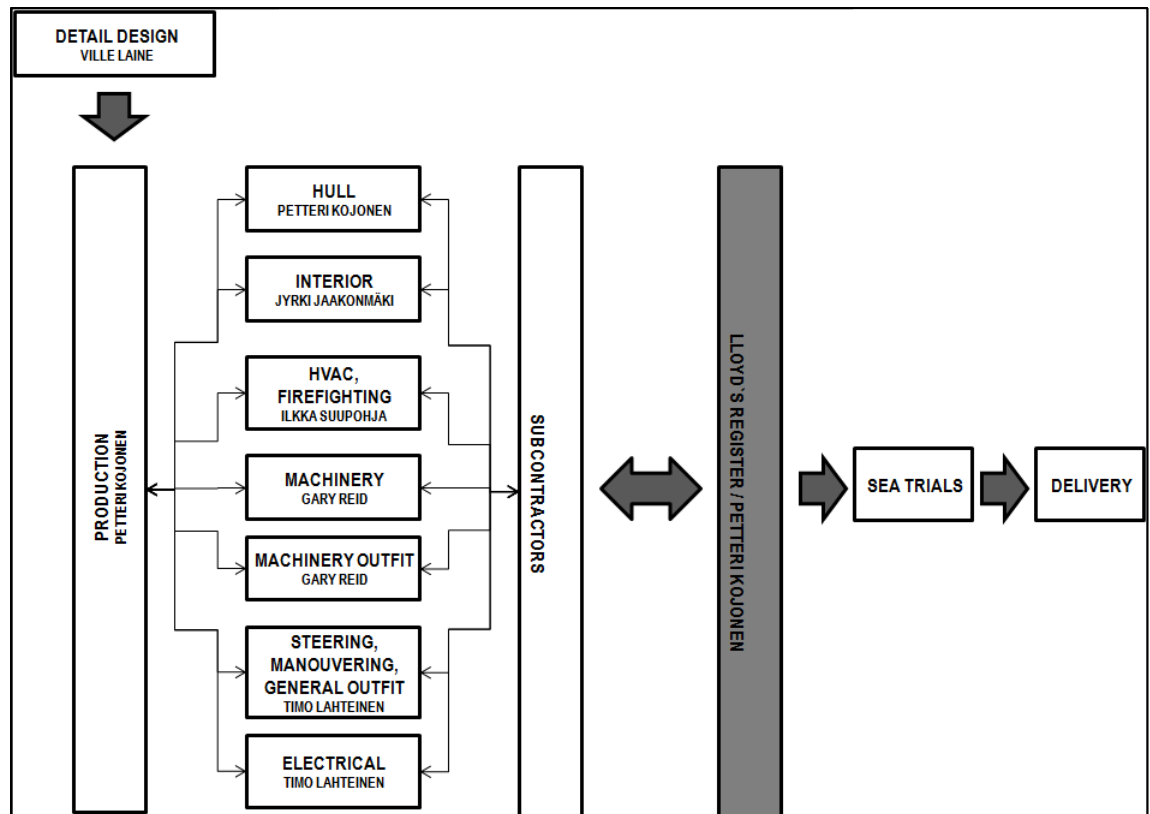 DETAIL DESIGN
VILLE LAINE
PRODUCTION
PETTERI KOJONEN
HULL
PETTERI KOJONEN
INTERIOR
JYRKI JAAKONMÄKI
HVAC,
FIREFIGHTING
ILKKA SUUPOHJA
MACHINERY
GARY REID
MACHINERY OUTFIT
GARY REID
STEERING,
MANOUVERING,
GENERAL OUTFIT
TIMO LAHTEINEN
ELECTRICAL
TIMO LAHTEINEN
SUBCONTRACTORS
LLOYD`S REGISTER / PETTERI KOJONEN
SEA TRIALS
DELIVERY